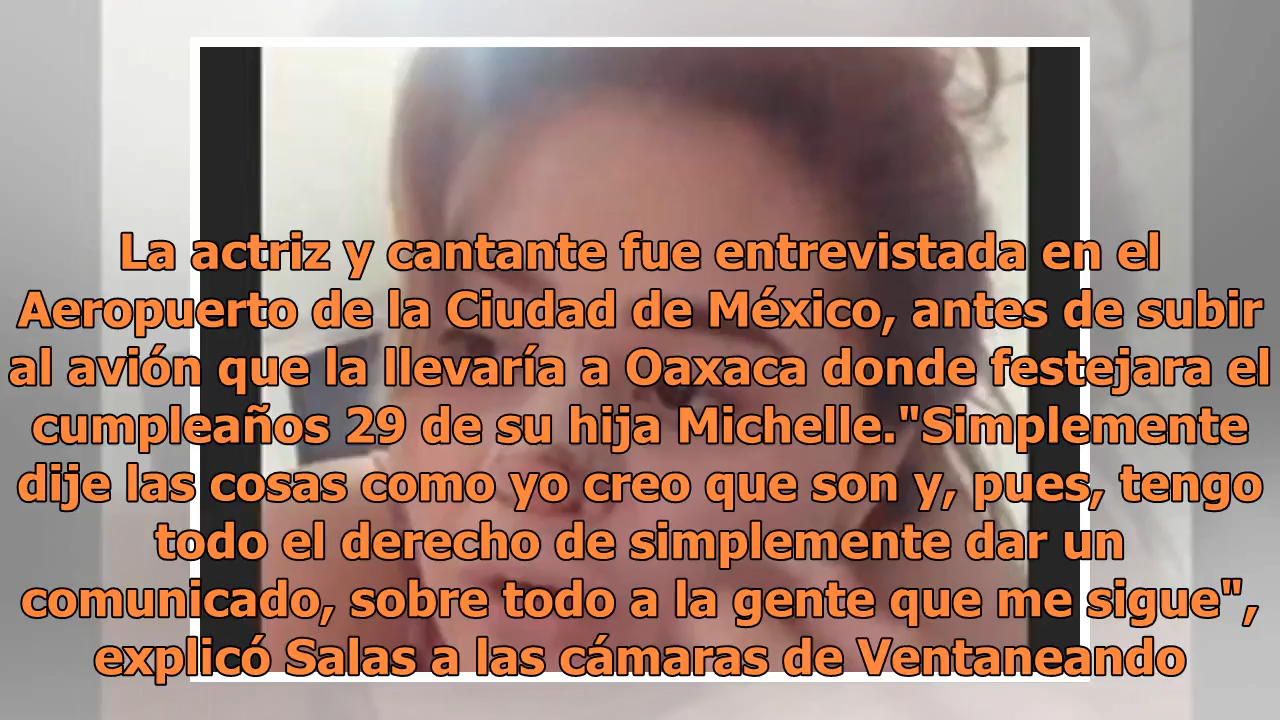 La actriz y cantante fue entrevistada en el
Aeropuerto de la Ciudad de México, antes de subir
al avión que la llevaría a Oaxaca donde festejara el
cumpleaños 29 de su hija Michelle."Simplemente
dije las cosas como yo creo que son y, pues, tengo
todo el derecho de simplemente dar un
comunicado, sobre todo a la gente que me sigue",
explicó Salas a las cámaras de Ventaneando